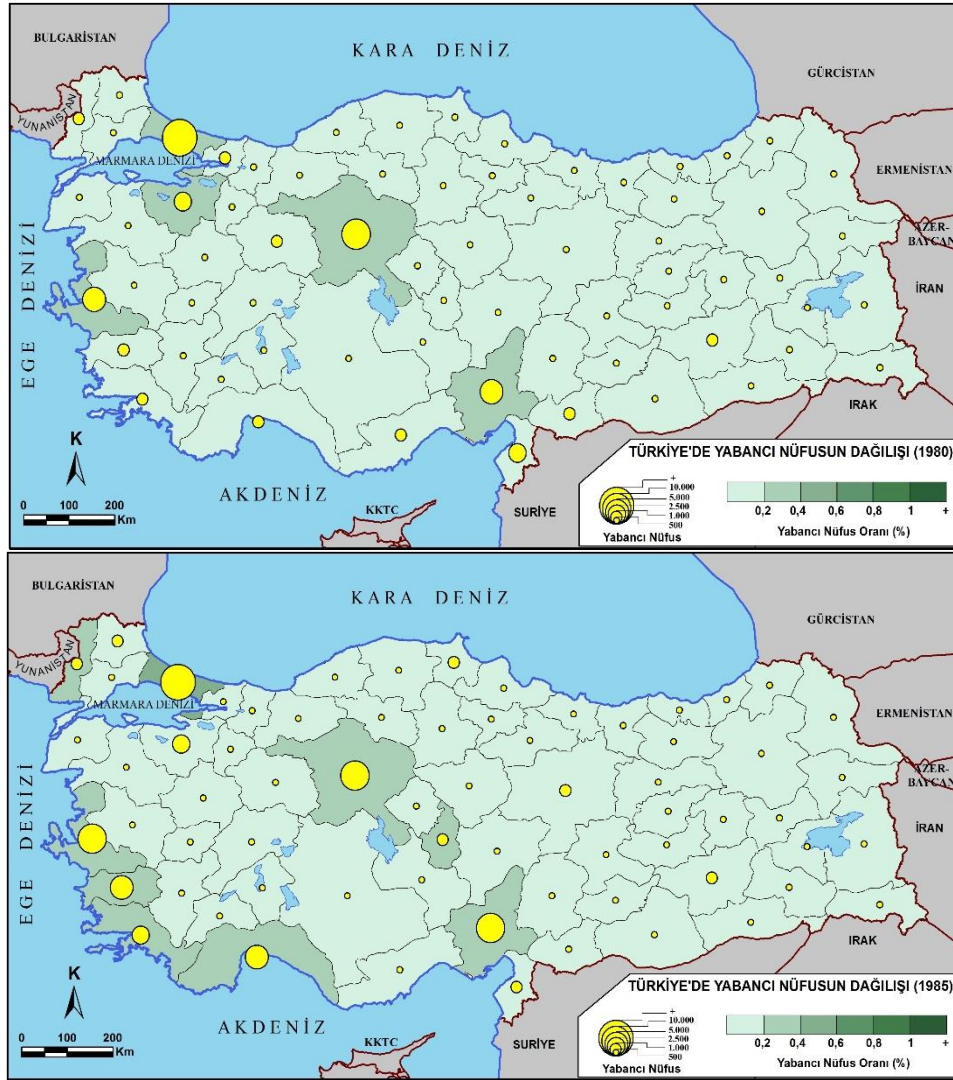 BULGARİSTAN
KARA DENİZ
GÜRCİSTAN
YUNANİSTAN
MARMARA DENİZİ
ERMENİSTAN
AZER-
BAYCAN
EGE DENİZİ
İRAN
IRAK
K
0 50 100 200
Km
AKDENİZ
KKTC
SURİYE
TÜRKİYE'DE YABANCI NÜFUSUN DAĞILIŞI (1980)
+
10.000
5.000
2.500
1.000
500
Yabancı Nüfus
0,2 0,4 0,6 0,8 1 +
Yabancı Nüfus Oranı (%)
BULGARİSTAN
KARA DENİZ
GÜRCİSTAN
YUNANİSTAN
MARMARA DENİZİ
ERMENİSTAN
AZER-
BAYCAN
EGE DENİZİ
İRAN
IRAK
K
0 50 100 200
Km
AKDENİZ
KKTC
SURİYE
TÜRKİYE'DE YABANCI NÜFUSUN DAĞILIŞI (1985)
+
10.000
5.000
2.500
1.000
500
Yabancı Nüfus
0,2 0,4 0,6 0,8 1 +
Yabancı Nüfus Oranı (%)